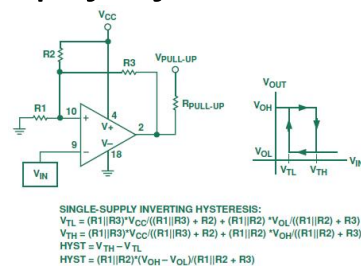 VCC
R2
R3
VPULL-UP
RPULL-UP
R1
10
+
4
V+
2
9
–
V–
18
VIN
VOUT
VOH
VOL
VTL
VTH
VIN
SINGLE-SUPPLY INVERTING HYSTERESIS:
VTL = (R1||R3)*VCC/((R1||R3) + R2) + (R1||R2) *VOL/((R1||R2) + R3)
VTH = (R1||R3)*VCC/((R1||R3) + R2) + (R1||R2) *VOH/((R1||R2) + R3)
HYST = VTH – VTL
HYST = (R1||R2)*(VOH – VOL)/(R1||R2 + R3)